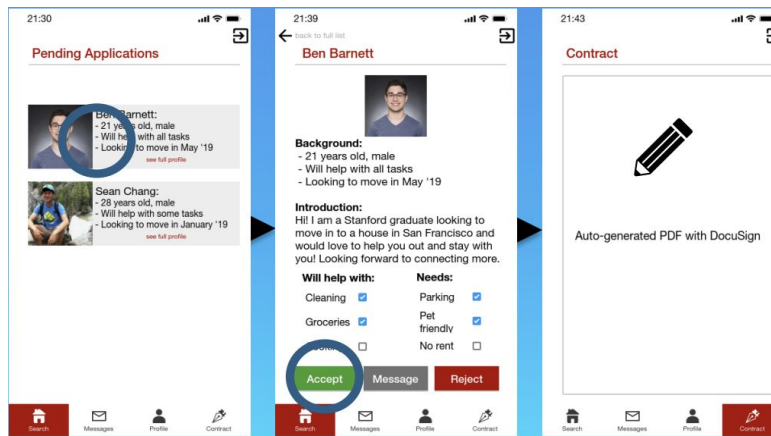 21:30
Pending Applications
Ben Barnett:
- 21 years old, male
- Will help with all tasks
- Looking to move in May '19
see full profile
Sean Chang:
- 28 years old, male
- Will help with some tasks
- Looking to move in January '19
see full profile
Search
Messages
Profile
Contract
21:39
back to full list
Ben Barnett
Background:
- 21 years old, male
- Will help with all tasks
- Looking to move in May '19
Introduction:
Hi! I am a Stanford graduate looking to
move in to a house in San Francisco and
would love to help you out and stay with
you! Looking forward to connecting more.
Will help with: Needs:
Cleaning Parking
Groceries Pet
friendly
No rent
Accept Message Reject
Search
Messages
Profile
Contract
21:43
Contract
Auto-generated PDF with DocuSign
Search
Messages
Profile
Contract